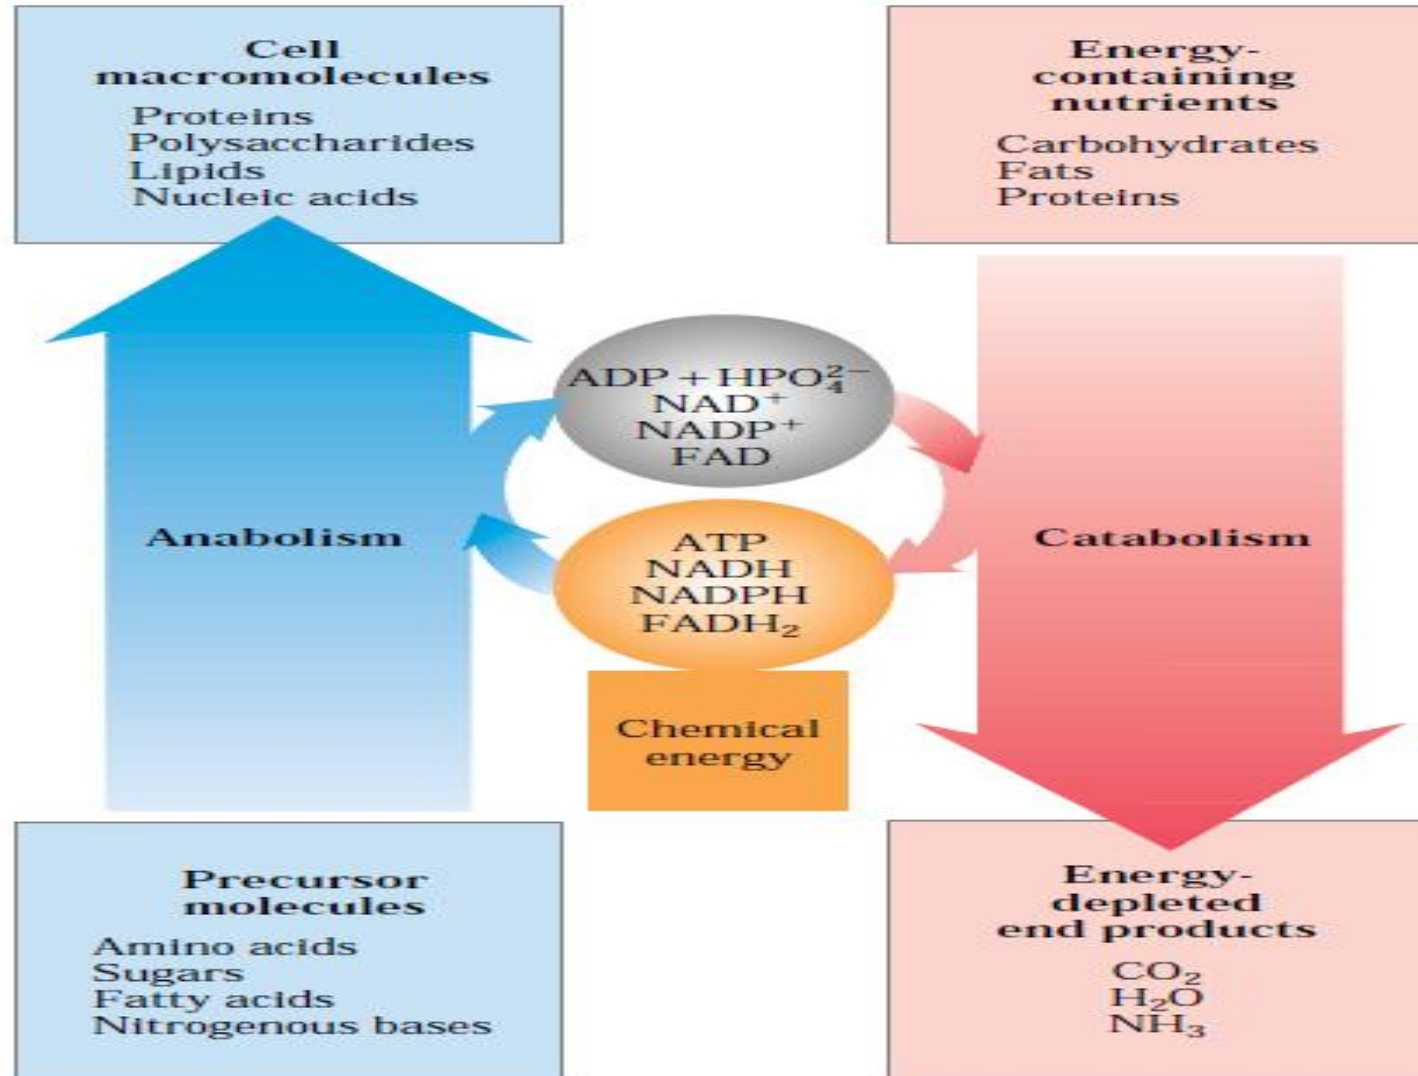 Cell
macromolecules
Proteins
Polysaccharides
Lipids
Nucleic acids
Energy-
containing
nutrients
Carbohydrates
Fats
Proteins
ADP + HPO₄²⁻
NAD⁺
NADP⁺
FAD
Anabolism
ATP
NADH
NADPH
FADH₂
Catabolism
Chemical
energy
Precursor
molecules
Amino acids
Sugars
Fatty acids
Nitrogenous bases
Energy-
depleted
end products
CO₂
H₂O
NH₃